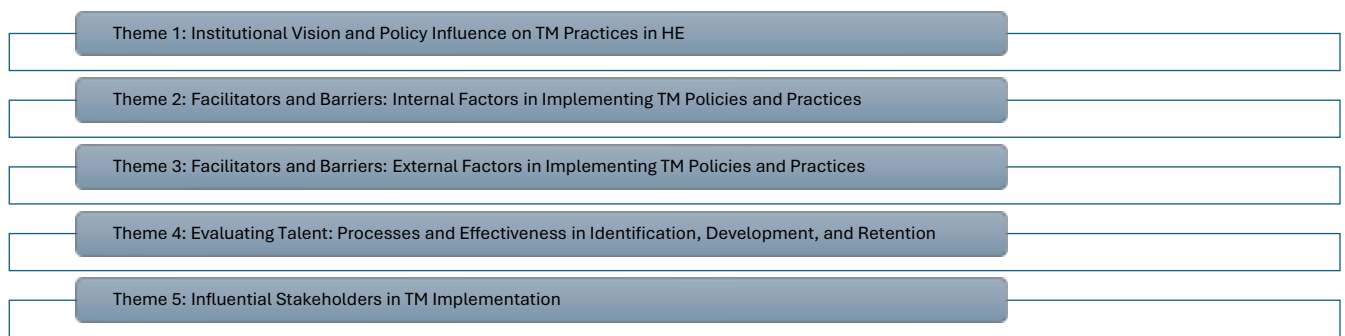 Theme 1: Institutional Vision and Policy Influence on TM Practices in HE
Theme 2: Facilitators and Barriers: Internal Factors in Implementing TM Policies and Practices
Theme 3: Facilitators and Barriers: External Factors in Implementing TM Policies and Practices
Theme 4: Evaluating Talent: Processes and Effectiveness in Identification, Development, and Retention
Theme 5: Influential Stakeholders in TM Implementation